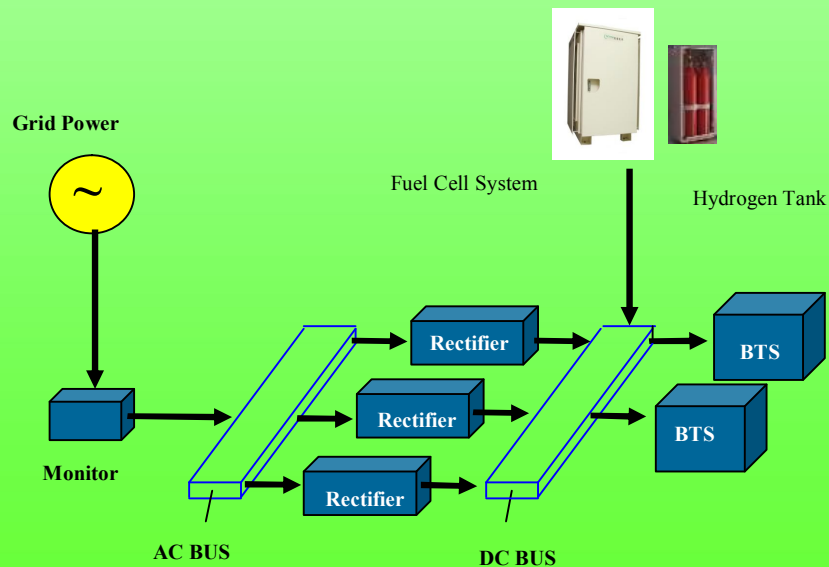 Grid Power
~
Fuel Cell System
Hydrogen Tank
Rectifier
BTS
Rectifier
BTS
Monitor
Rectifier
AC BUS
DC BUS